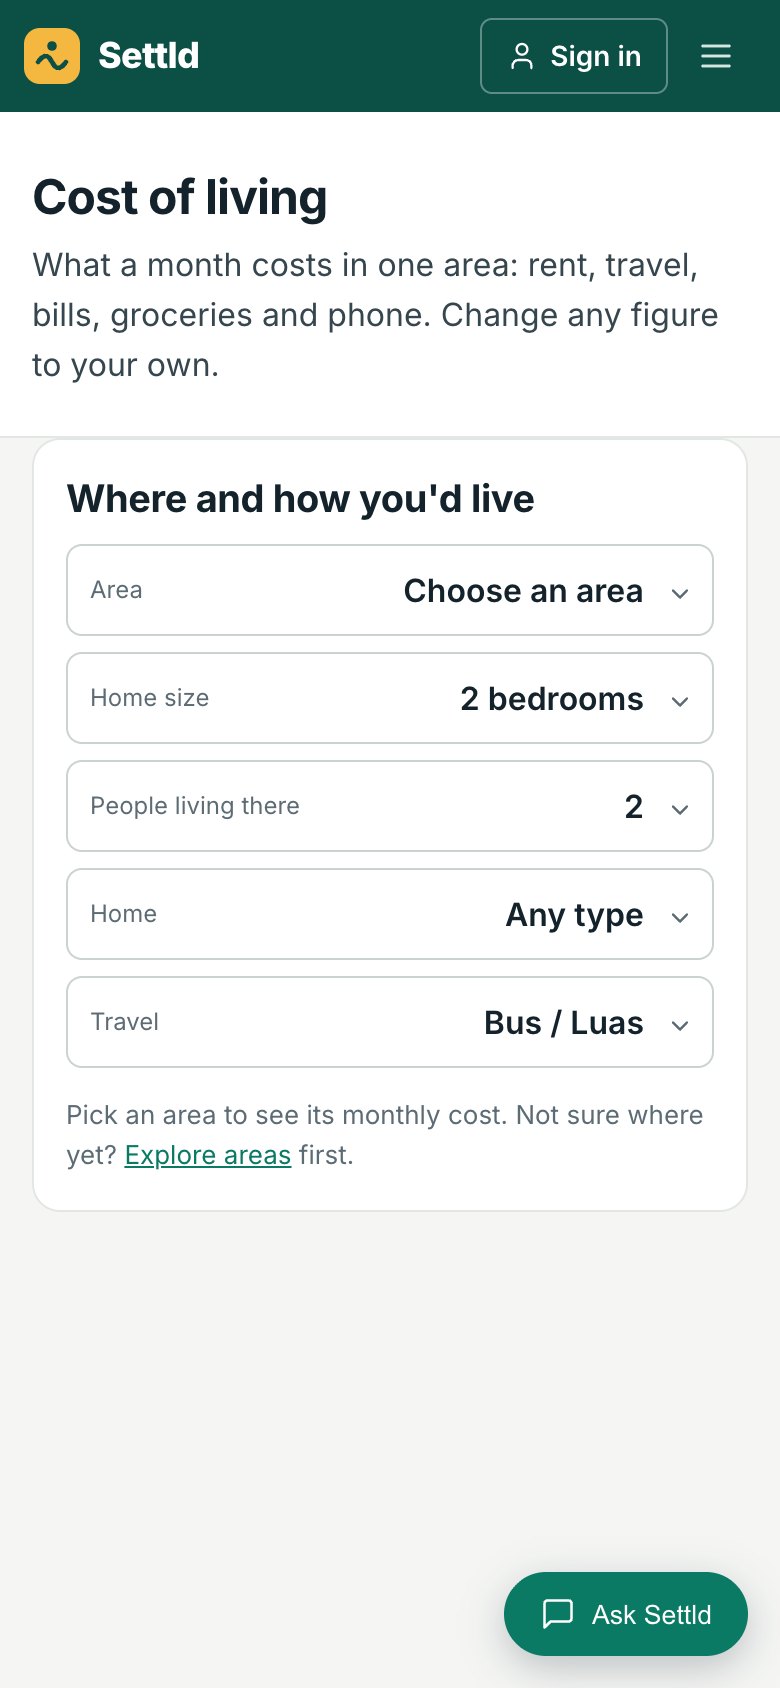 Settld
Sign in
Cost of living
What a month costs in one area: rent, travel,
bills, groceries and phone. Change any figure
to your own.
Where and how you'd live
Area Choose an area
Home size 2 bedrooms
People living there 2
Home Any type
Travel Bus / Luas
Pick an area to see its monthly cost. Not sure where
yet? Explore areas first.
Ask Settld